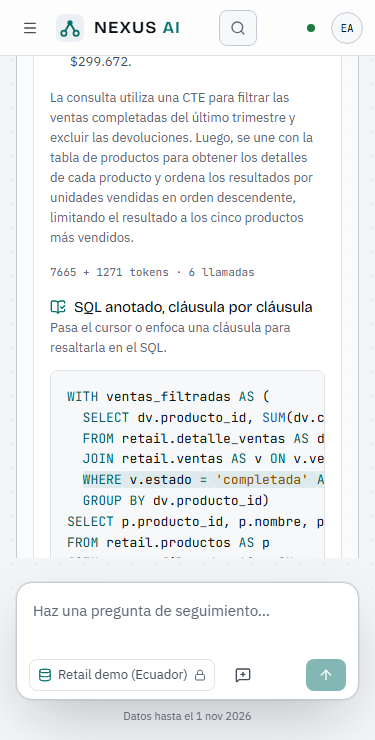 NEXUS AI
EA
$299.672.
La consulta utiliza una CTE para filtrar las
ventas completadas del último trimestre y
excluir las devoluciones. Luego, se une con la
tabla de productos para obtener los detalles
de cada producto y ordena los resultados por
unidades vendidas en orden descendente,
limitando el resultado a los cinco productos
más vendidos.
7665 + 1271 tokens · 6 llamadas
SQL anotado, cláusula por cláusula
Pasa el cursor o enfoca una cláusula para
resaltarla en el SQL.
WITH ventas_filtradas AS (
SELECT dv.producto_id, SUM(dv.c
FROM retail.detalle_ventas AS d
JOIN retail.ventas AS v ON v.ve
WHERE v.estado = 'completada' A
GROUP BY dv.producto_id)
SELECT p.producto_id, p.nombre, p
FROM retail.productos AS p
Haz una pregunta de seguimiento...
Retail demo (Ecuador)
Datos hasta el 1 nov 2026